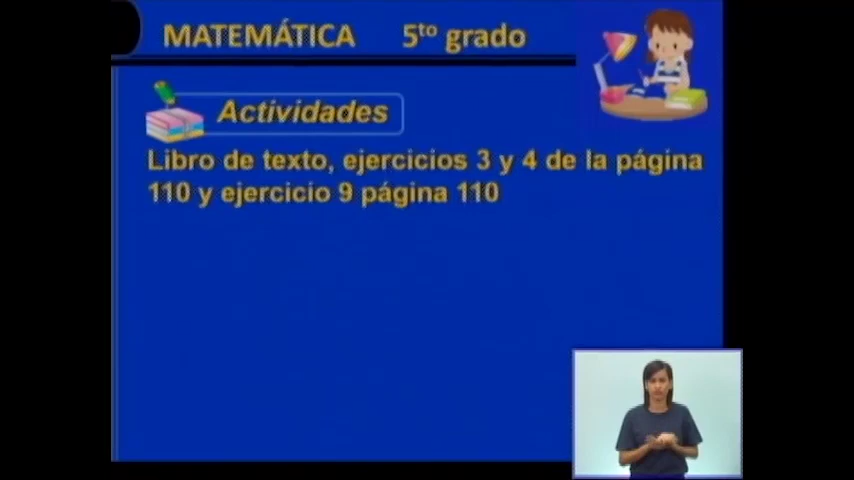 MATEMÁTICA 5to grado
Actividades
Libro de texto, ejercicios 3 y 4 de la página
110 y ejercicio 9 página 110